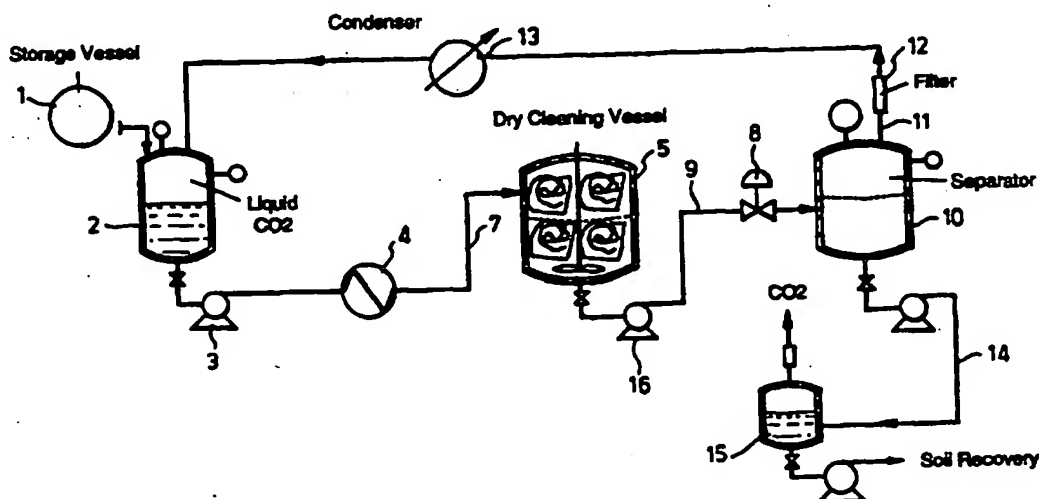 Condenser
13
Storage Vessel
1
12
Filter
Dry Cleaning Vessel
11
5
8
Liquid
CO2
2
4
7
9
Separator
10
3
16
CO2
14
15
Soil Recovery